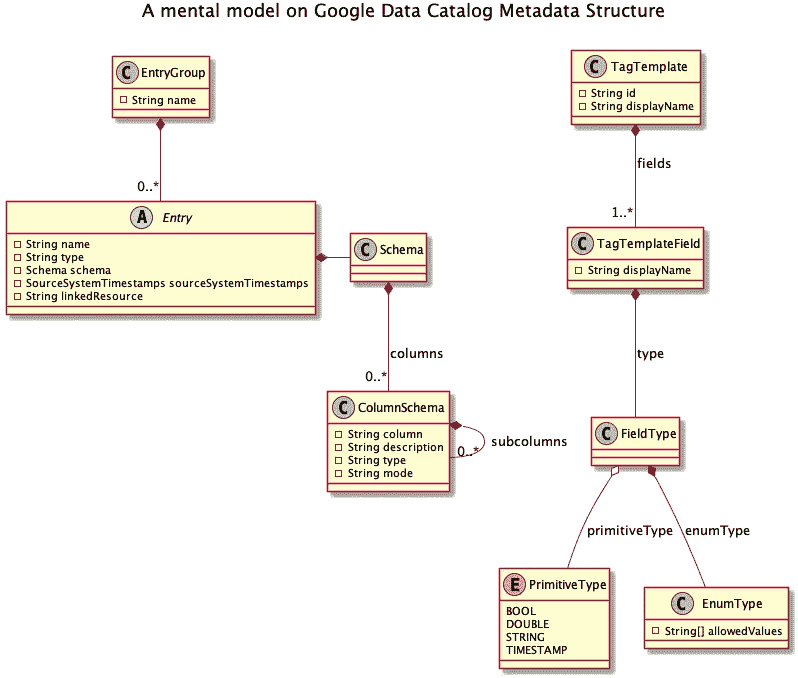 A mental model on Google Data Catalog Metadata Structure
C EntryGroup
String name
0..*
A Entry
String name
String type
Schema schema
SourceSystemTimestamps sourceSystemTimestamps
String linkedResource
C Schema
columns
0..*
C ColumnSchema
String column
String description
String type
String mode
subcolumns
0..*
C TagTemplate
String id
String displayName
fields
1..*
C TagTemplateField
String displayName
type
C FieldType
primitiveType
enumType
E PrimitiveType
BOOL
DOUBLE
STRING
TIMESTAMP
C EnumType
String[] allowedValues